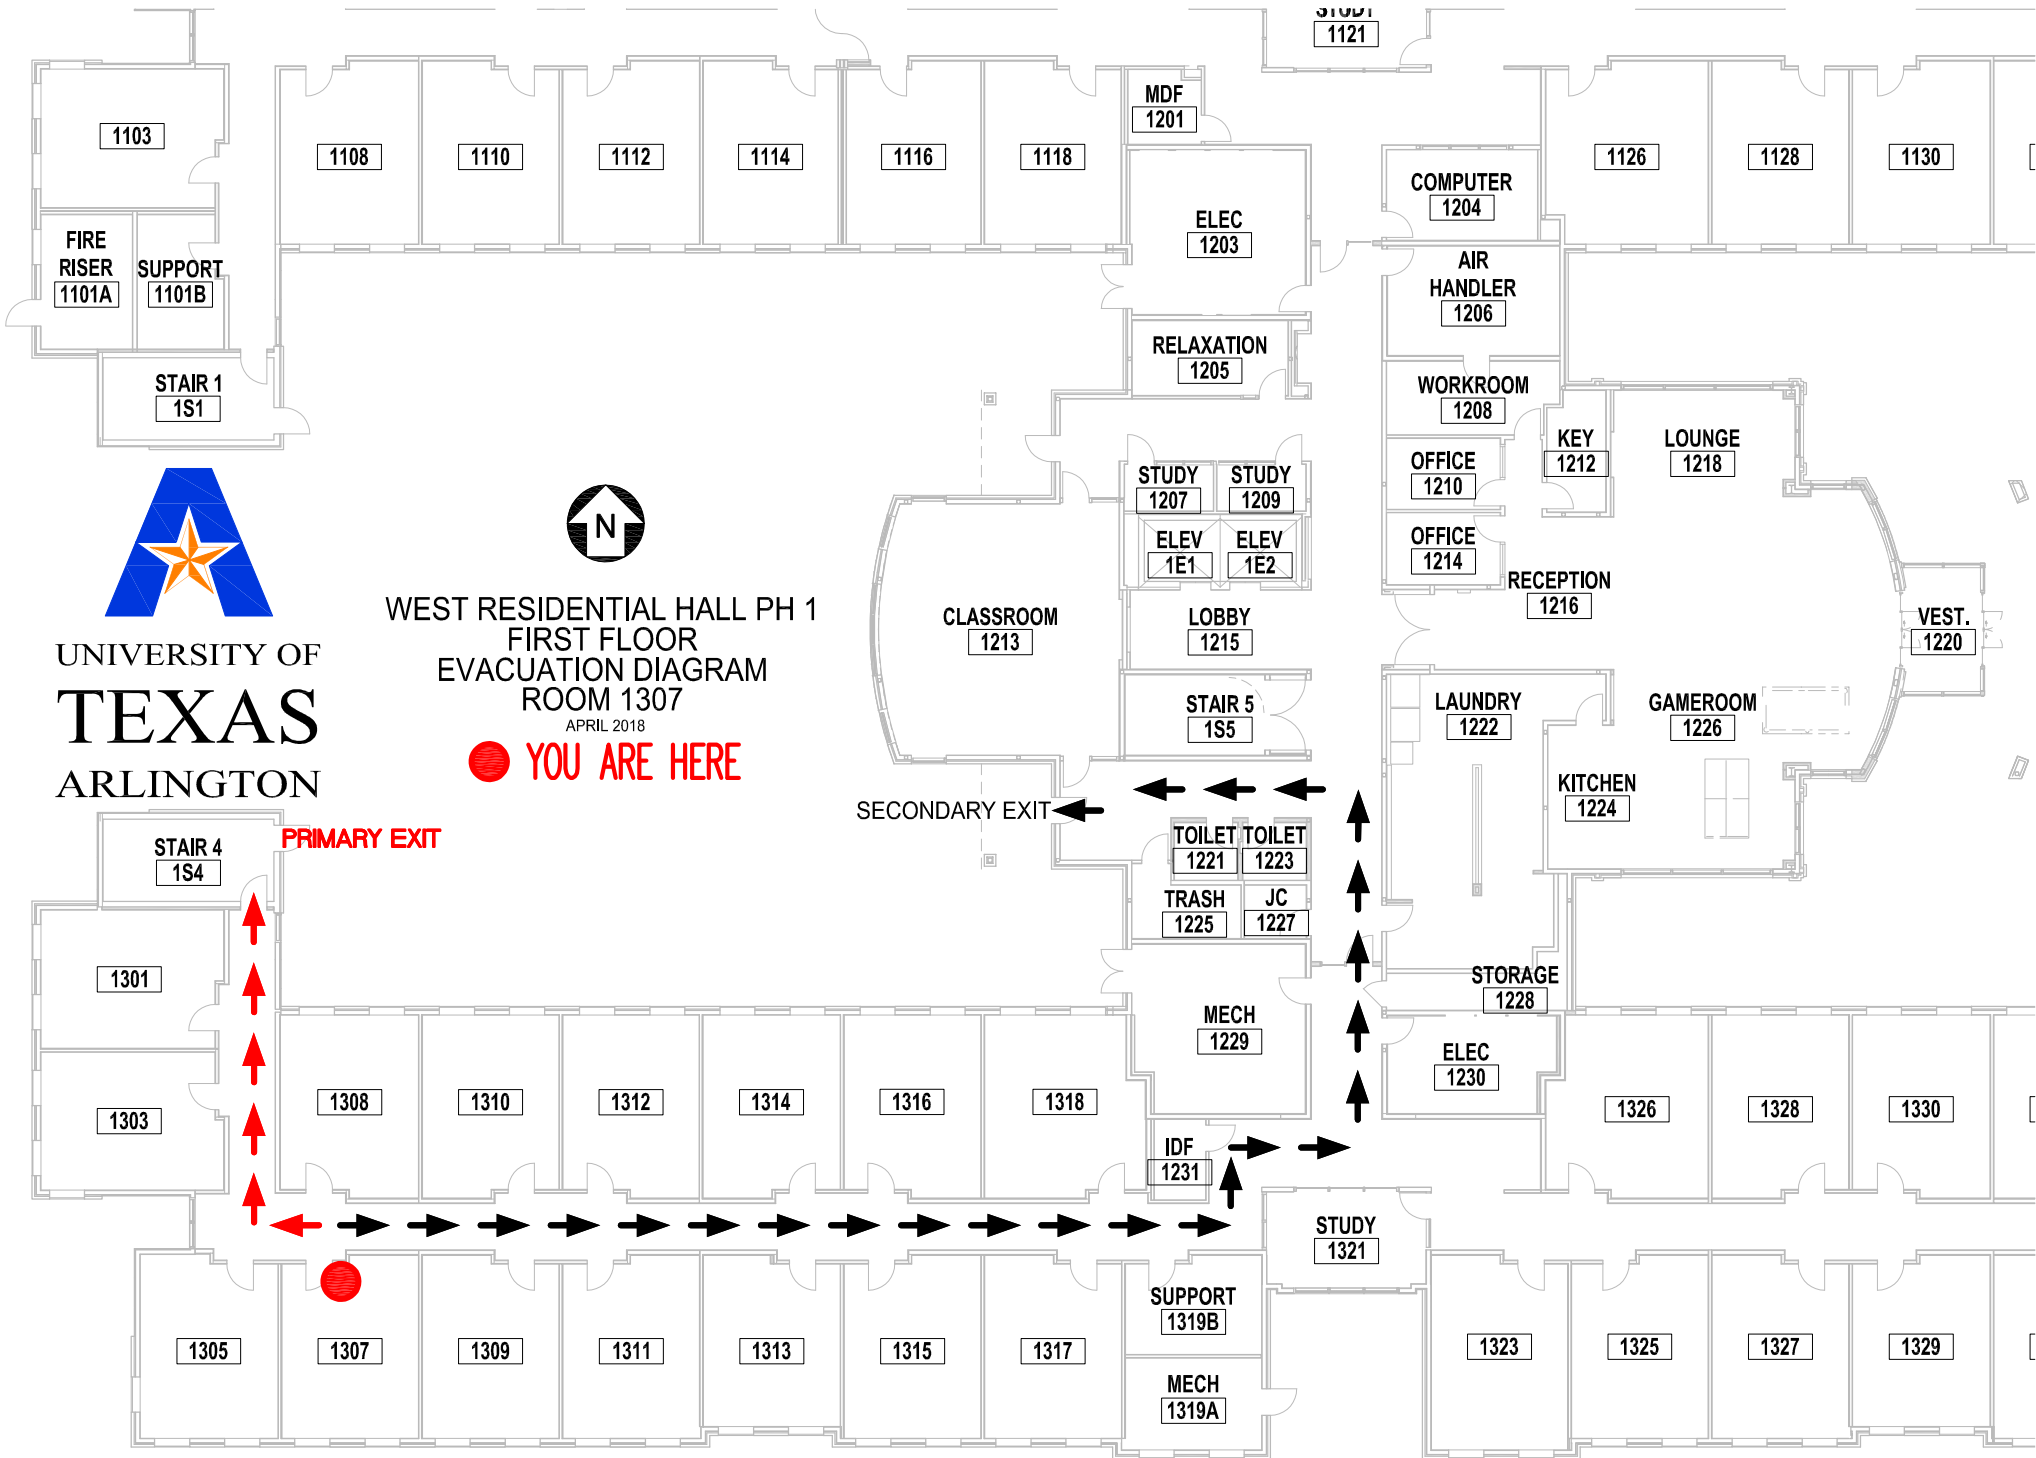 STUDY
1121
1103
1108
1110
1112
1114
1116
1118
MDF
1201
1126
1128
1130
COMPUTER
1204
ELEC
1203
FIRE
RISER
1101A
SUPPORT
1101B
AIR
HANDLER
1206
RELAXATION
1205
STAIR 1
1S1
WORKROOM
1208
KEY
1212
LOUNGE
1218
OFFICE
1210
STUDY
1207
STUDY
1209
N
ELEV
1E1
ELEV
1E2
OFFICE
1214
RECEPTION
1216
WEST RESIDENTIAL HALL PH 1
FIRST FLOOR
EVACUATION DIAGRAM
ROOM 1307
APRIL 2018
YOU ARE HERE
UNIVERSITY OF
TEXAS
ARLINGTON
CLASSROOM
1213
LOBBY
1215
VEST.
1220
STAIR 5
1S5
LAUNDRY
1222
GAMEROOM
1226
KITCHEN
1224
SECONDARY EXIT
PRIMARY EXIT
STAIR 4
1S4
TOILET
1221
TOILET
1223
TRASH
1225
JC
1227
1301
STORAGE
1228
MECH
1229
ELEC
1230
1303
1308
1310
1312
1314
1316
1318
1326
1328
1330
IDF
1231
STUDY
1321
1305
1307
1309
1311
1313
1315
1317
SUPPORT
1319B
1323
1325
1327
1329
MECH
1319A